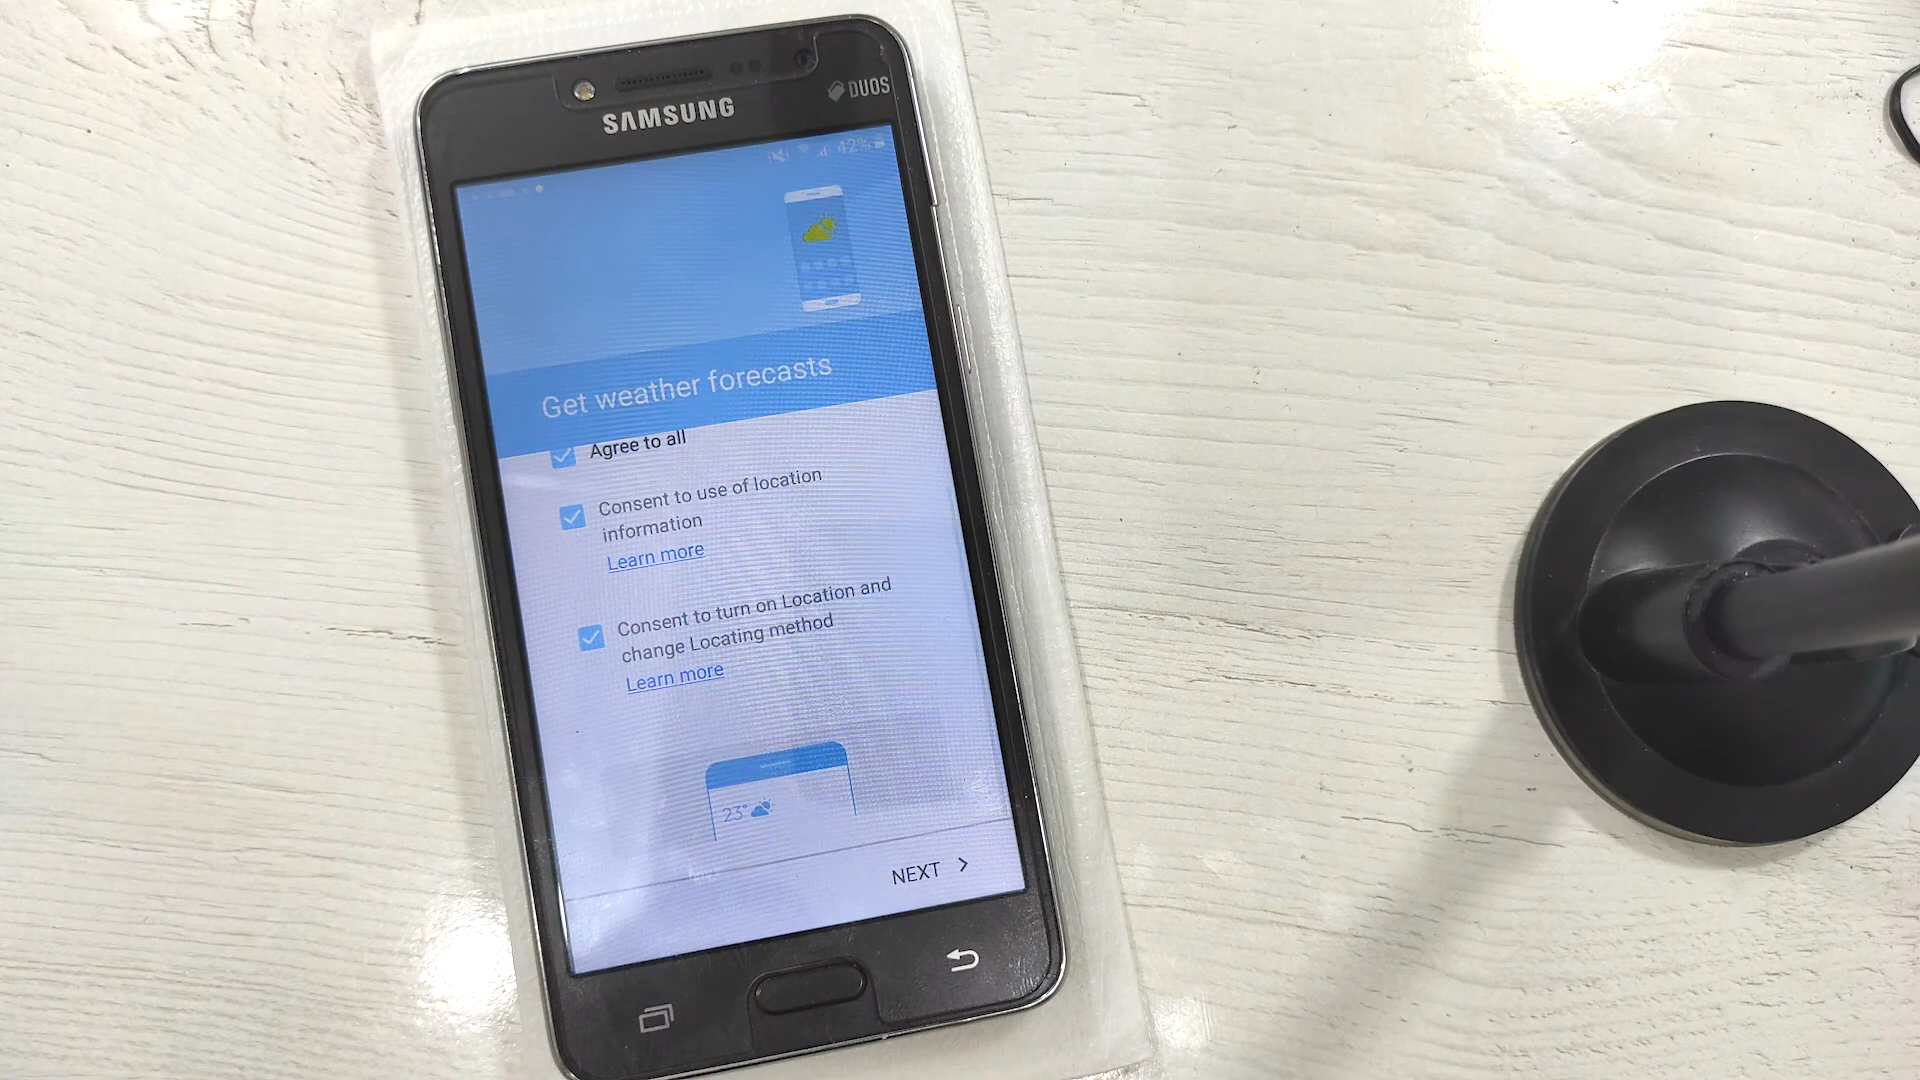 SAMSUNG
DUOS
42%
Get weather forecasts
Agree to all
Consent to use of location
information
Learn more
Consent to turn on Location and
change Locating method
Learn more
23°
NEXT